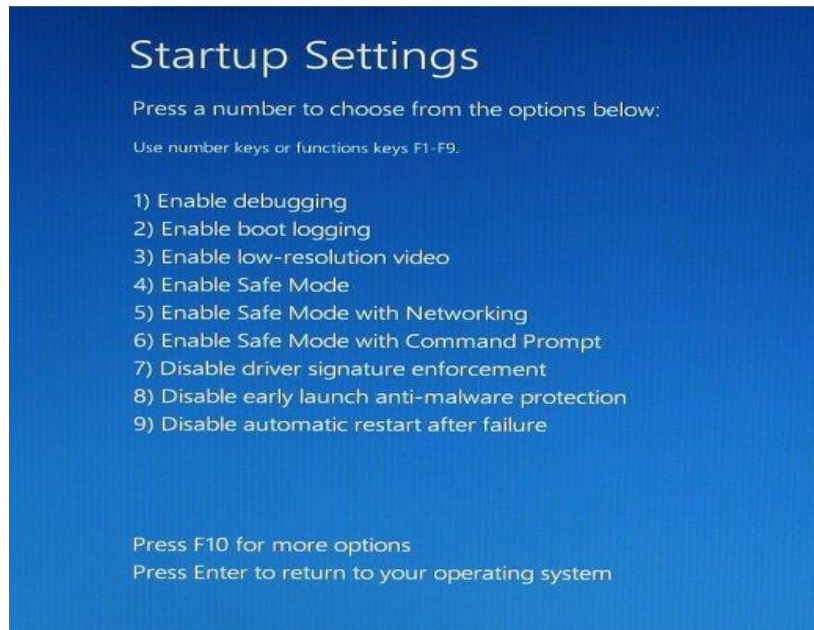 Startup Settings
Press a number to choose from the options below:
Use number keys or functions keys F1-F9.
1) Enable debugging
2) Enable boot logging
3) Enable low-resolution video
4) Enable Safe Mode
5) Enable Safe Mode with Networking
6) Enable Safe Mode with Command Prompt
7) Disable driver signature enforcement
8) Disable early launch anti-malware protection
9) Disable automatic restart after failure
Press F10 for more options
Press Enter to return to your operating system